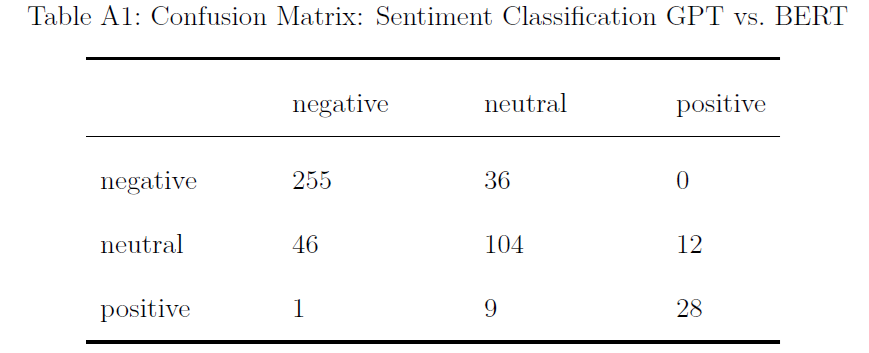 Table A1: Confusion Matrix: Sentiment Classification GPT vs. BERT
negative neutral positive
negative 255 36 0
neutral 46 104 12
positive 1 9 28